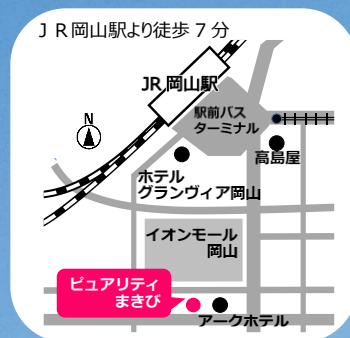 JR岡山駅より徒歩7分
JR岡山駅
駅前バス
ターミナル
N
高島屋
ホテル
グランヴィア岡山
イオンモール
岡山
ピュアリティ
まきび
アークホテル